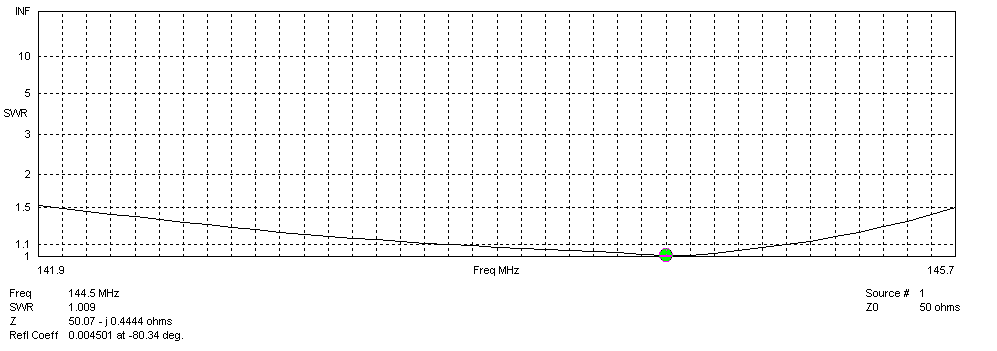 INF
10
5
SWR
3
2
1.5
1.1
1
141.9 Freq MHz 145.7
Freq 144.5 MHz Source # 1
SWR 1.009 Z0 50 ohms
Z 50.07 - j 0.4444 ohms
Refl Coeff 0.004501 at -80.34 deg.